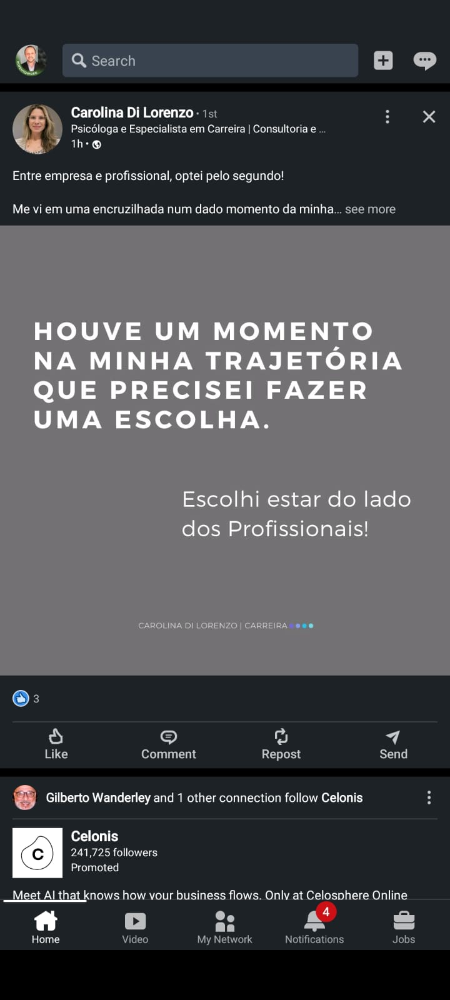 Search
Carolina Di Lorenzo • 1st
Psicóloga e Especialista em Carreira | Consultoria e ...
1h •
Entre empresa e profissional, optei pelo segundo!
Me vi em uma encruzilhada num dado momento da minha... see more
HOUVE UM MOMENTO
NA MINHA TRAJETÓRIA
QUE PRECISEI FAZER
UMA ESCOLHA.
Escolhi estar do lado
dos Profissionais!
CAROLINA DI LORENZO | CARREIRA
3
Like Comment Repost Send
Gilberto Wanderley and 1 other connection follow Celonis
C
Celonis
241,725 followers
Promoted
Meet AI that knows how your business flows. Only at Celosphere Online
4
Home Video My Network Notifications Jobs